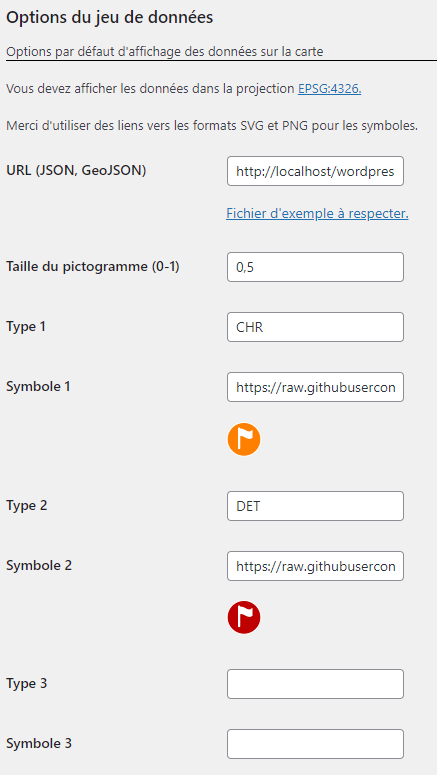 Options du jeu de données
Options par défaut d'affichage des données sur la carte
Vous devez afficher les données dans la projection EPSG:4326.
Merci d'utiliser des liens vers les formats SVG et PNG pour les symboles.
URL (JSON, GeoJSON) http://localhost/wordpres
Fichier d'exemple à respecter.
Taille du pictogramme (0-1) 0,5
Type 1 CHR
Symbole 1 https://raw.githubusercon
Type 2 DET
Symbole 2 https://raw.githubusercon
Type 3
Symbole 3